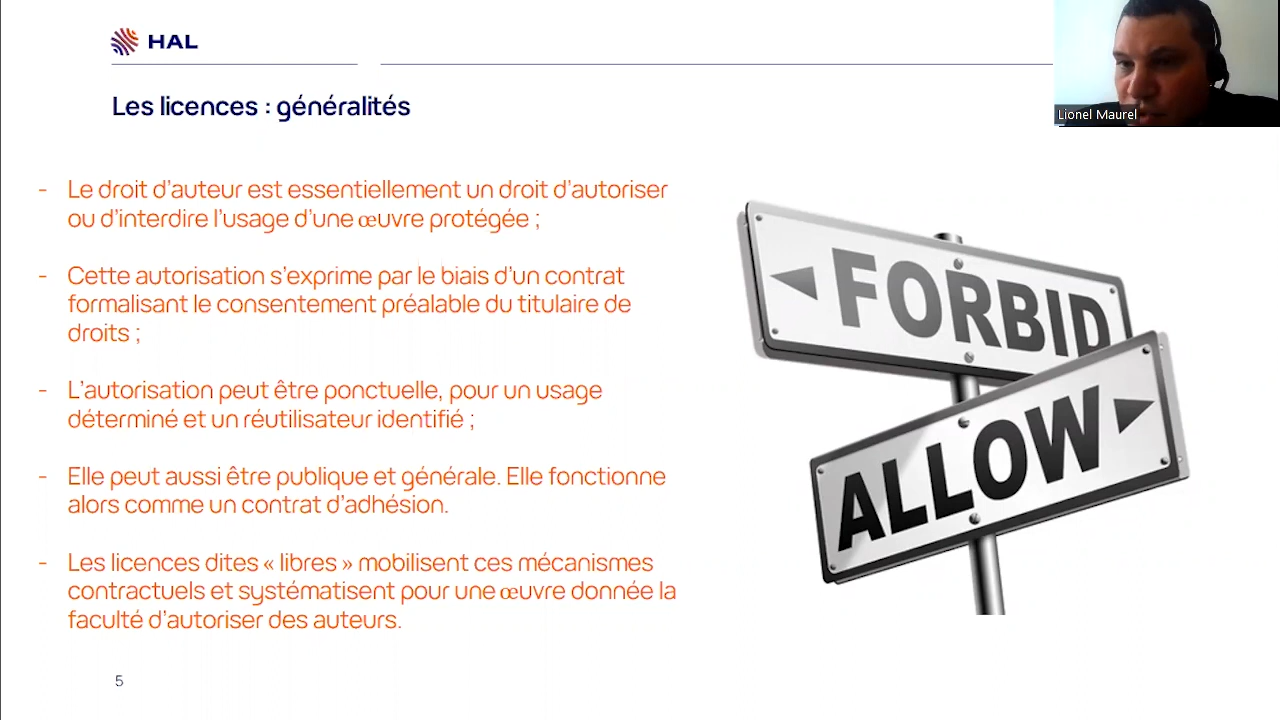 HAL
Lionel Maurel
Les licences : généralités
- Le droit d’auteur est essentiellement un droit d’autoriser
ou d’interdire l’usage d’une œuvre protégée ;
- Cette autorisation s’exprime par le biais d’un contrat
formalisant le consentement préalable du titulaire de
droits ;
- L’autorisation peut être ponctuelle, pour un usage
déterminé et un réutilisateur identifié ;
- Elle peut aussi être publique et générale. Elle fonctionne
alors comme un contrat d’adhésion.
- Les licences dites « libres » mobilisent ces mécanismes
contractuels et systématisent pour une œuvre donnée la
faculté d’autoriser des auteurs.
FORBID
ALLOW
5